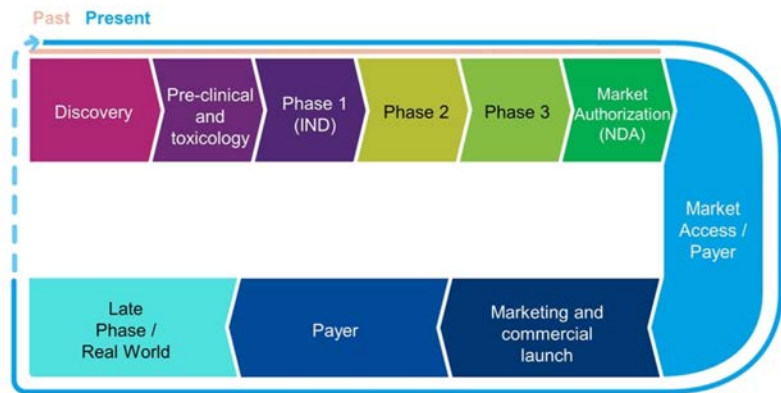 Past Present
Discovery
Pre-clinical
and
toxicology
Phase 1
(IND)
Phase 2
Phase 3
Market
Authorization
(NDA)
Market
Access /
Payer
Marketing and
commercial
launch
Payer
Late
Phase /
Real World